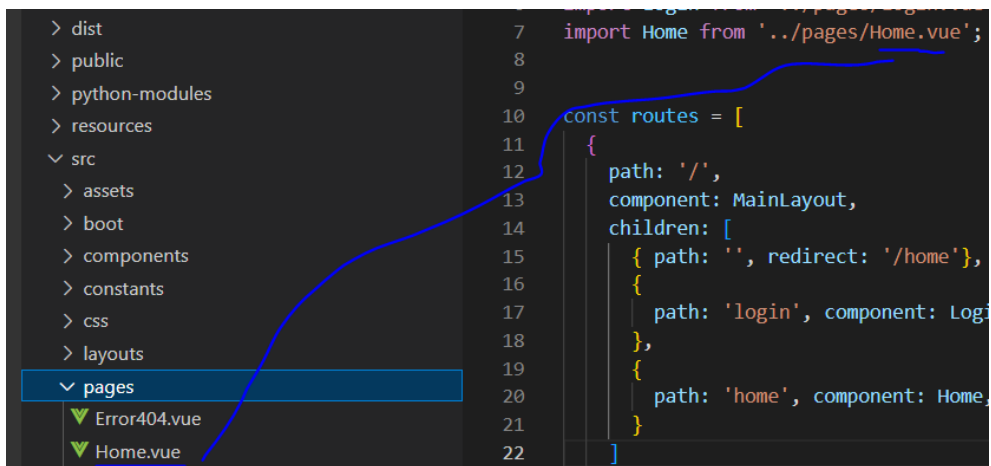 dist
public
python-modules
resources
src
assets
boot
components
constants
css
layouts
pages
Error404.vue
Home.vue
7 import Home from '../pages/Home.vue';
8
9
10 const routes = [
11 {
12 path: '/',
13 component: MainLayout,
14 children: [
15 { path: '', redirect: '/home'},
16 {
17 path: 'login', component: Logi
18 },
19 {
20 path: 'home', component: Home,
21 }
22 ]